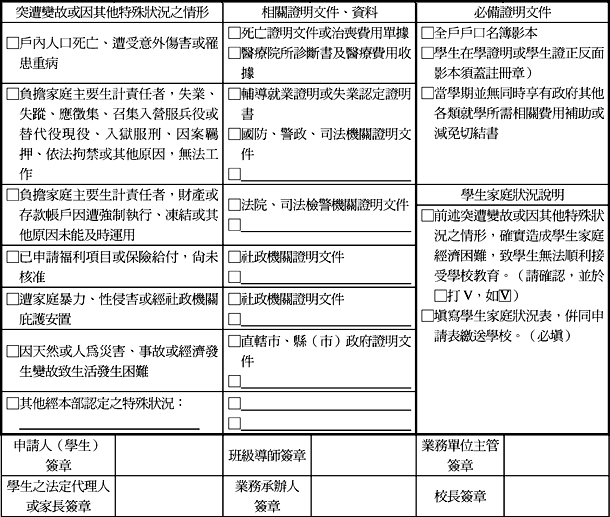 突遭變故或因其他特殊狀況之情形
相關證明文件、資料
必備證明文件
□戶內人口死亡、遭受意外傷害或罹
患重病
□死亡證明文件或治喪費用單據
□醫療院所診斷書及醫療費用收
據
□全戶戶口名簿影本
□學生在學證明或學生證正反面
影本須蓋註冊章)
□當學期並無同時享有政府其他
各類就學所需相關費用補助或
減免切結書
□負擔家庭主要生計責任者,失業、
失蹤、應徵集、召集入營服兵役或
替代役現役、入獄服刑、因案羈
押、依法拘禁或其他原因,無法工
作
□輔導就業證明或失業認定證明
書
□國防、警政、司法機關證明文
件
□
□負擔家庭主要生計責任者,財產或
存款帳戶因遭強制執行、凍結或其
他原因未能及時運用
□法院、司法檢警機關證明文件
□
學生家庭狀況說明
□前述突遭變故或因其他特殊狀
況之情形,確實造成學生家庭
經濟困難,致學生無法順利接
受學校教育。(請確認,並於
□打V,如☑)
□填寫學生家庭狀況表,併同申
請表繳送學校。(必填)
□已申請福利項目或保險給付,尚未
核准
□社政機關證明文件
□
□遭家庭暴力、性侵害或經社政機關
庇護安置
□社政機關證明文件
□
□因天然或人為災害、事故或經濟發
生變故致生活發生困難
□直轄市、縣(市)政府證明文
件
□
□其他經本部認定之特殊狀況:
□
□
申請人(學生)
簽章
班級導師簽章
業務單位主管
簽章
學生之法定代理人
或家長簽章
業務承辦人
簽章
校長簽章